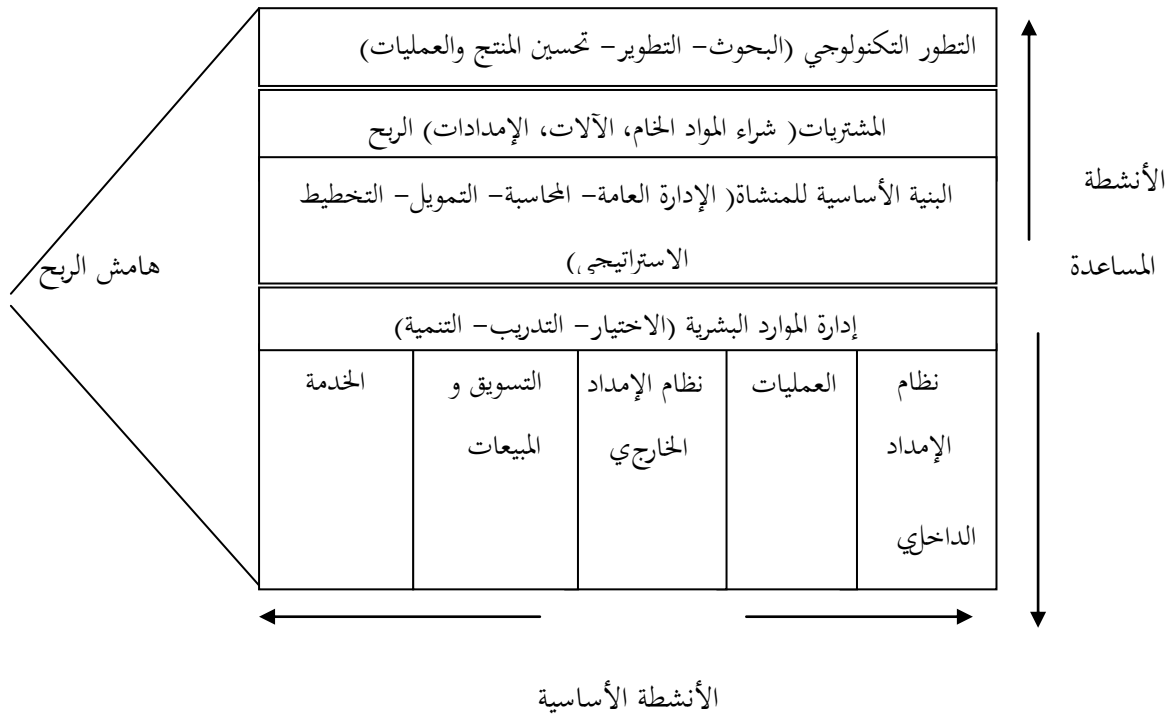 التطور التكنولوجي (البحوث– التطوير– تحسين المنتج والعمليات)
المشتريات( شراء المواد الخام، الآلات، الإمدادات) الربح
البنية الأساسية للمنشاة( الإدارة العامة– المحاسبة– التمويل– التخطيط
الاستراتيجي)
إدارة الموارد البشرية (الاختيار– التدريب– التنمية)
الأنشطة
المساعدة
نظام
الإمداد
الداخلي
العمليات
نظام الإمداد
الخارجي
التسويق و
المبيعات
الخدمة
هامش الربح
الأنشطة الأساسية